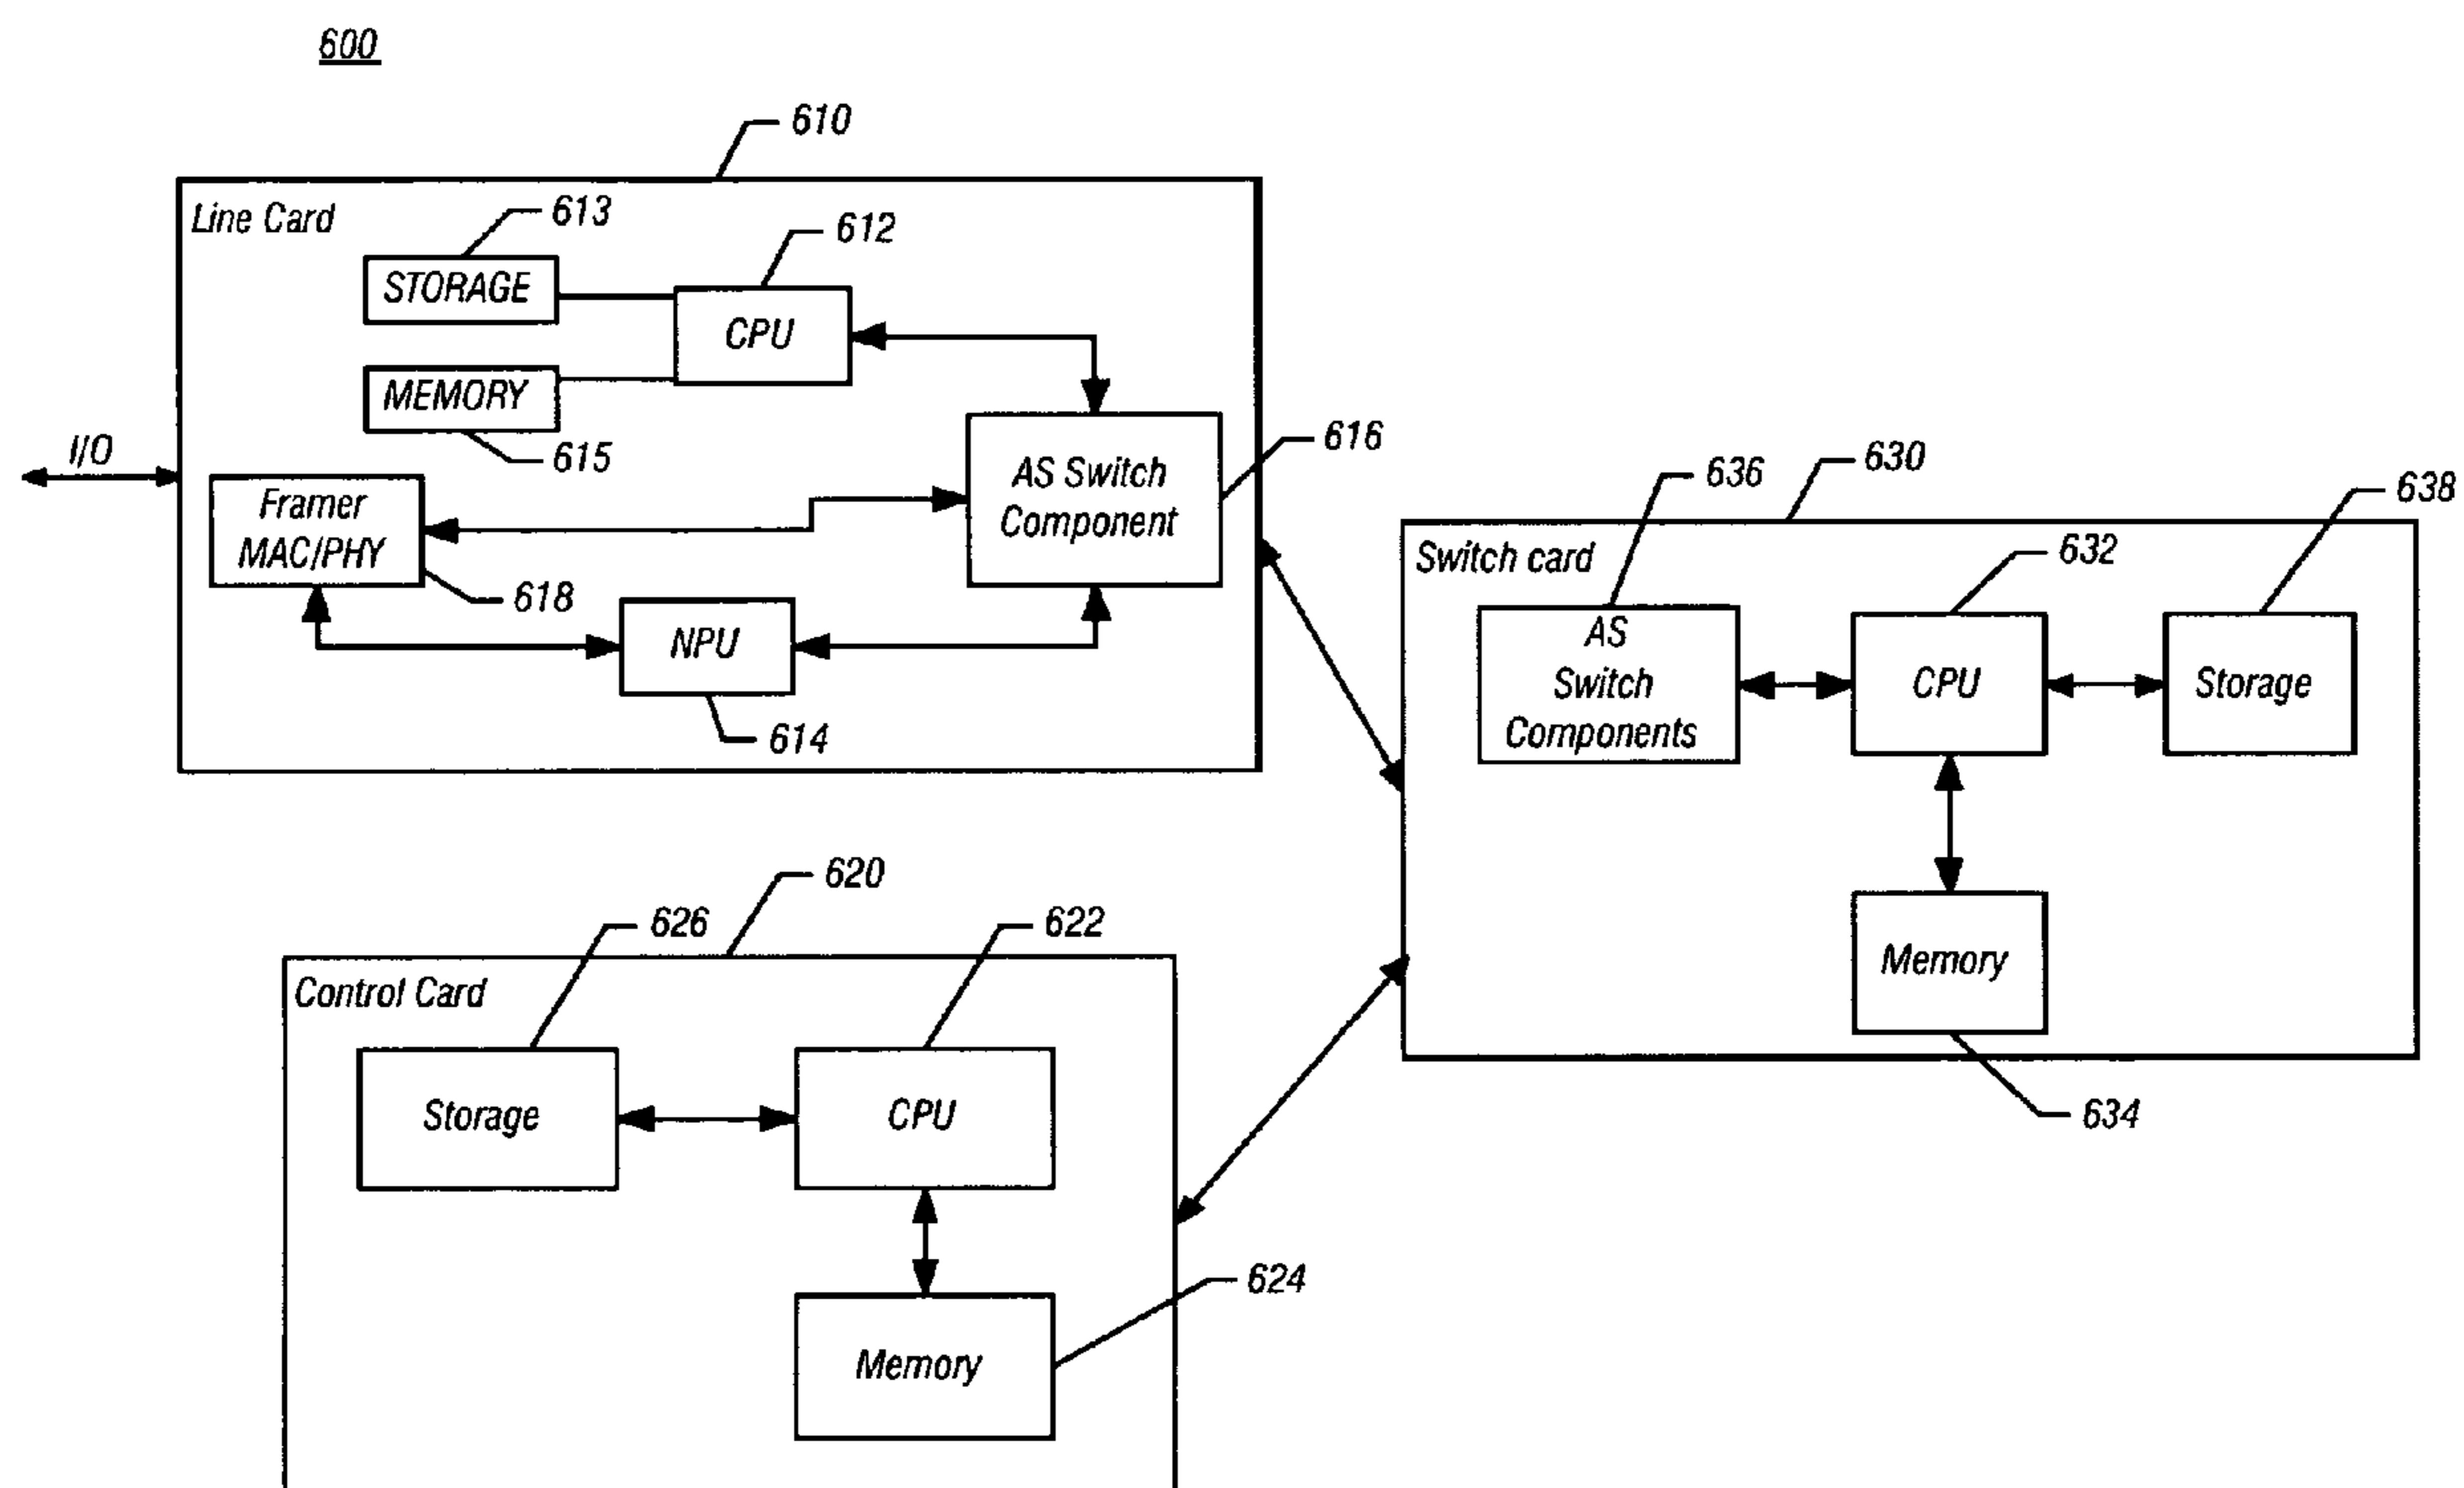 600
610
Line Card
613
612
STORAGE
CPU
MEMORY
615
I/O
616
AS Switch
Component
Framer
MAC/PHY
618
NPU
614
636
630
638
Switch card
632
AS
Switch
Components
CPU
Storage
Memory
634
620
626
622
Control Card
Storage
CPU
624
Memory